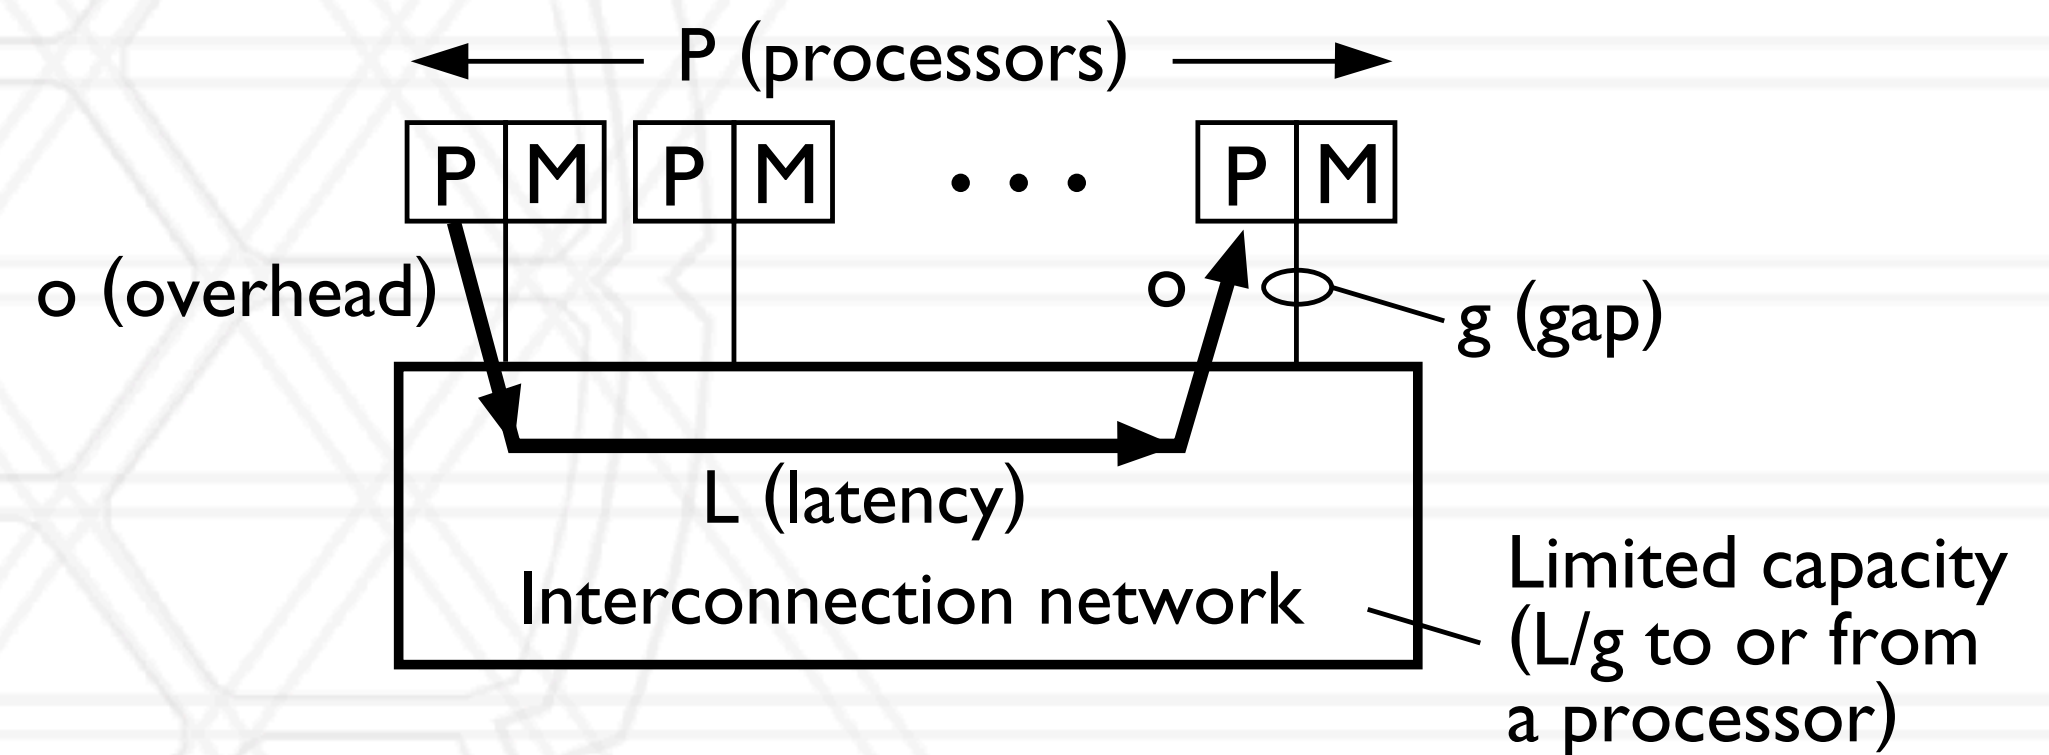 P (processors)
P M P M • • • P M
o (overhead)
o
g (gap)
L (latency)
Interconnection network
Limited capacity
(L/g to or from
a processor)